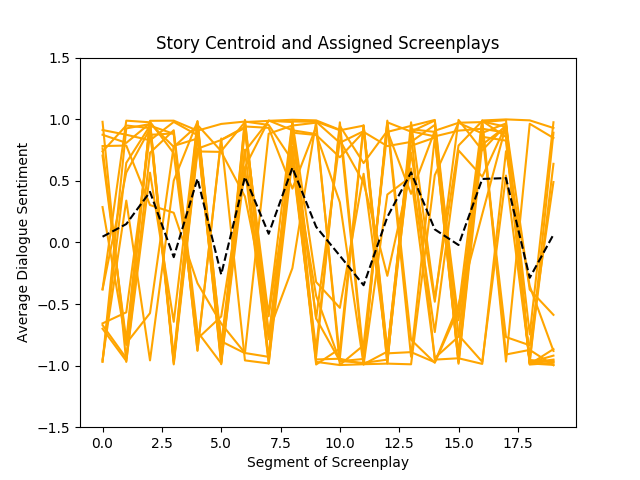 Story Centroid and Assigned Screenplays
Average Dialogue Sentiment
1.5
1.0
0.5
0.0
−0.5
−1.0
−1.5
0.0 2.5 5.0 7.5 10.0 12.5 15.0 17.5
Segment of Screenplay